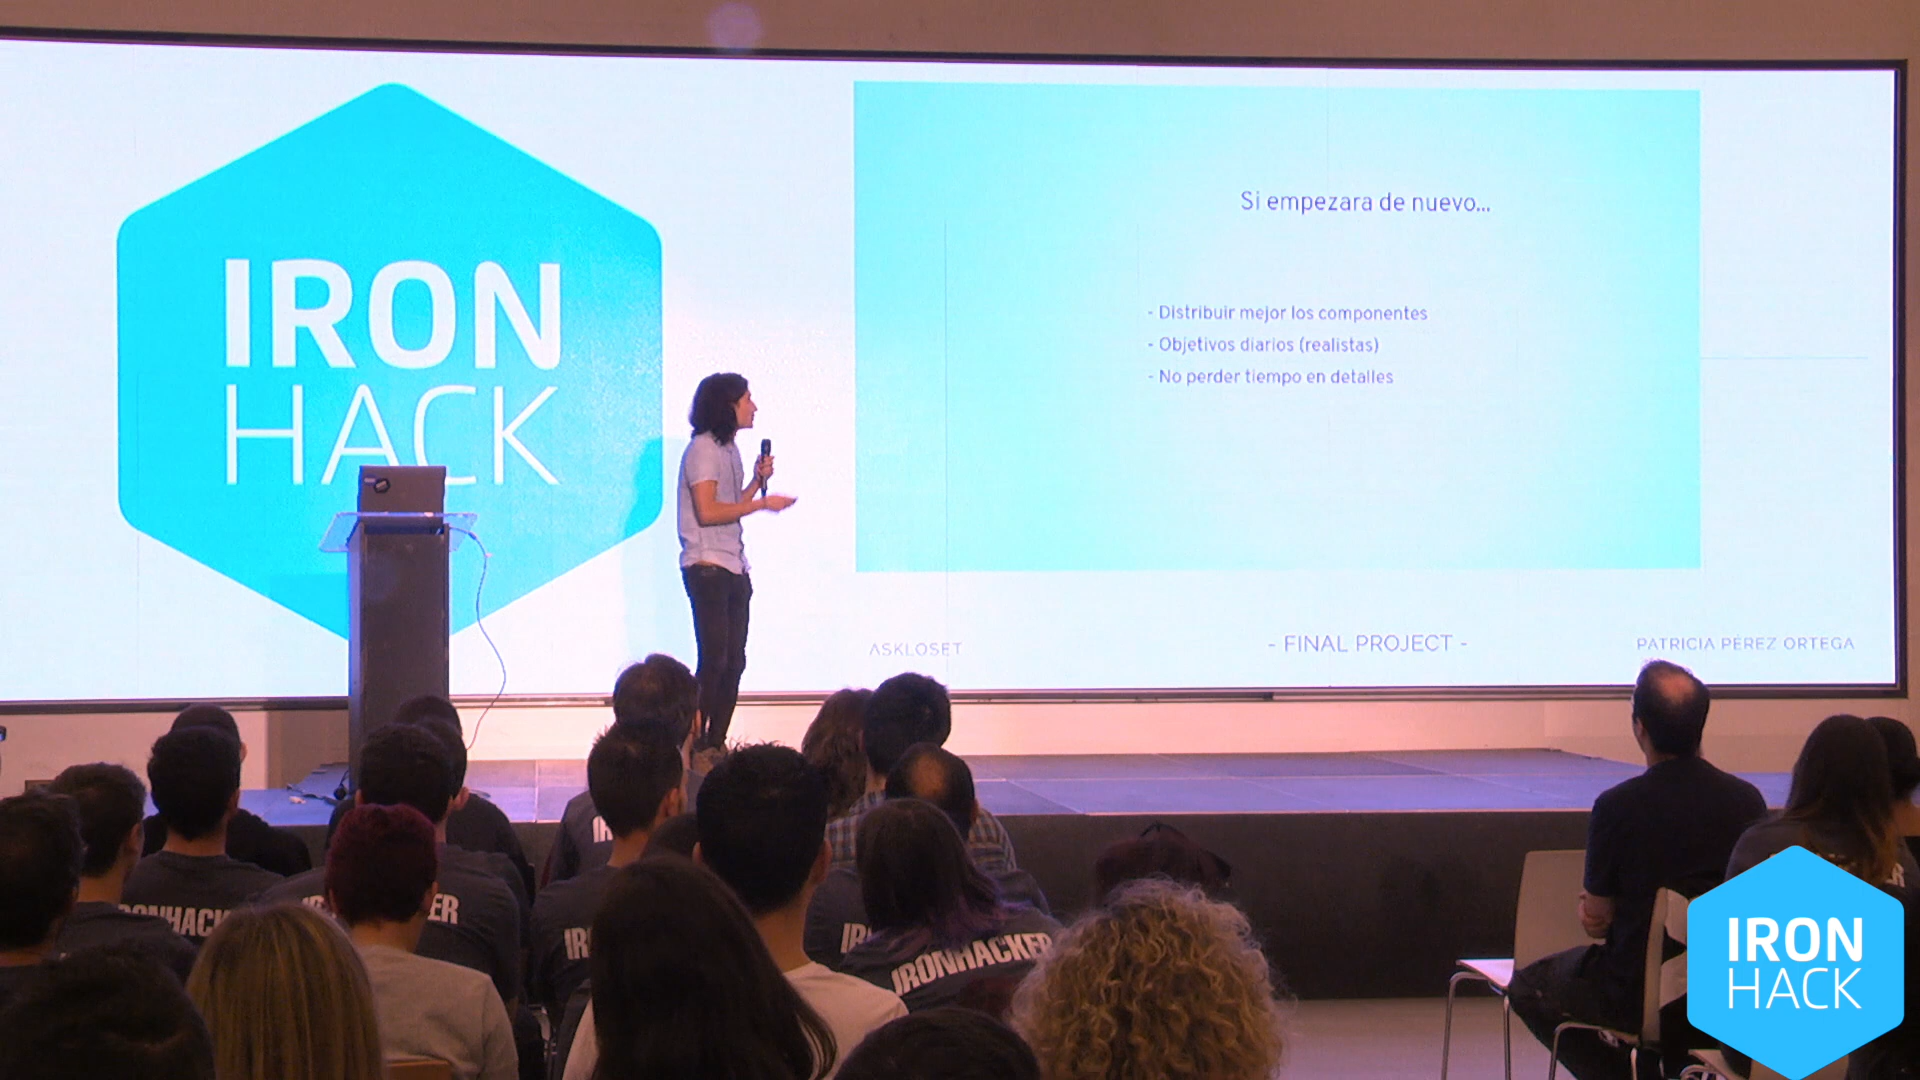 IRON
HACK
Si empezara de nuevo...
- Distribuir mejor los componentes
- Objetivos diarios (realistas)
- No perder tiempo en detalles
ASKLOSET
- FINAL PROJECT -
PATRICIA PÉREZ ORTEGA
IRONHACKER
IRON
HACK